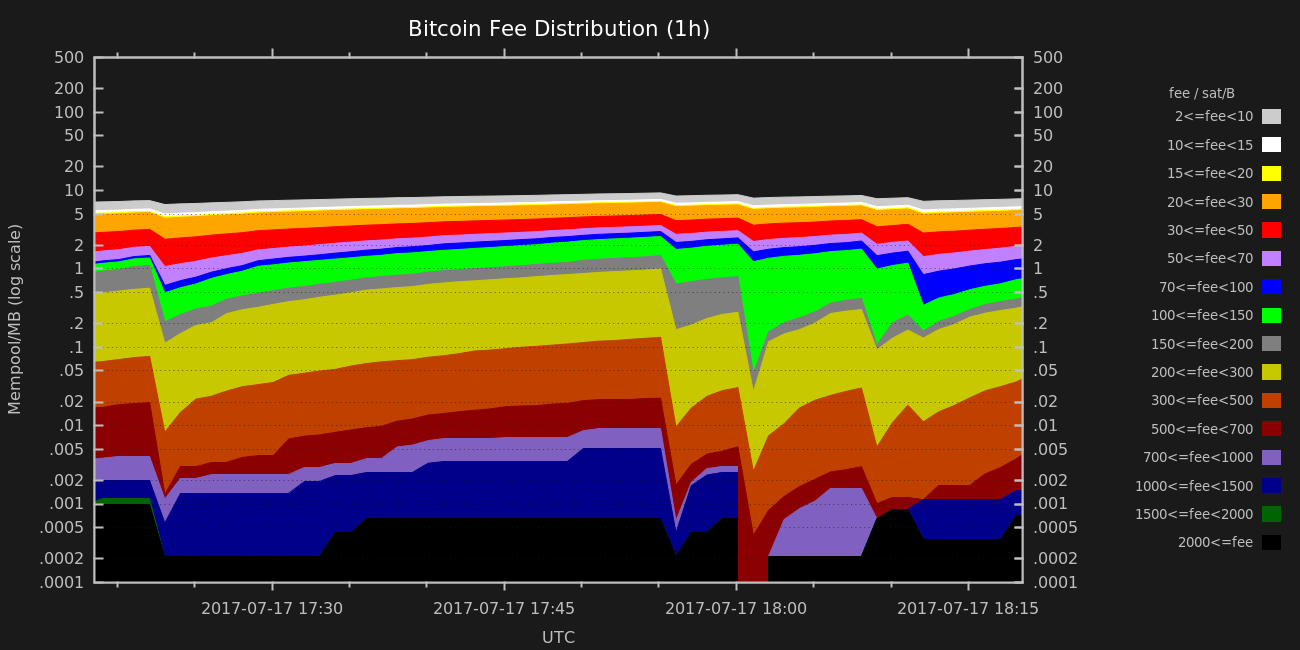 Bitcoin Fee Distribution (1h)
Mempool/MB (log scale)
500
200
100
50
20
10
5
2
1
.5
.2
.1
.05
.02
.01
.005
.002
.001
.0005
.0002
.0001
500
200
100
50
20
10
5
2
1
.5
.2
.1
.05
.02
.01
.005
.002
.001
.0005
.0002
.0001
2017-07-17 17:30 2017-07-17 17:45 2017-07-17 18:00 2017-07-17 18:15
UTC
fee / sat/B
2<=fee<10
10<=fee<15
15<=fee<20
20<=fee<30
30<=fee<50
50<=fee<70
70<=fee<100
100<=fee<150
150<=fee<200
200<=fee<300
300<=fee<500
500<=fee<700
700<=fee<1000
1000<=fee<1500
1500<=fee<2000
2000<=fee